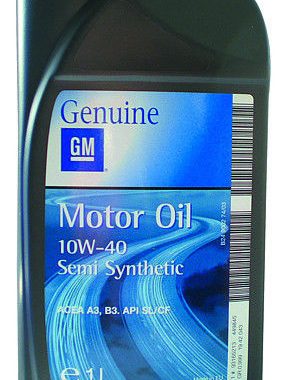 Genuine
GM
Motor Oil
10W-40
Semi Synthetic
ACEA A3, B3. API SL/CF
e 1L